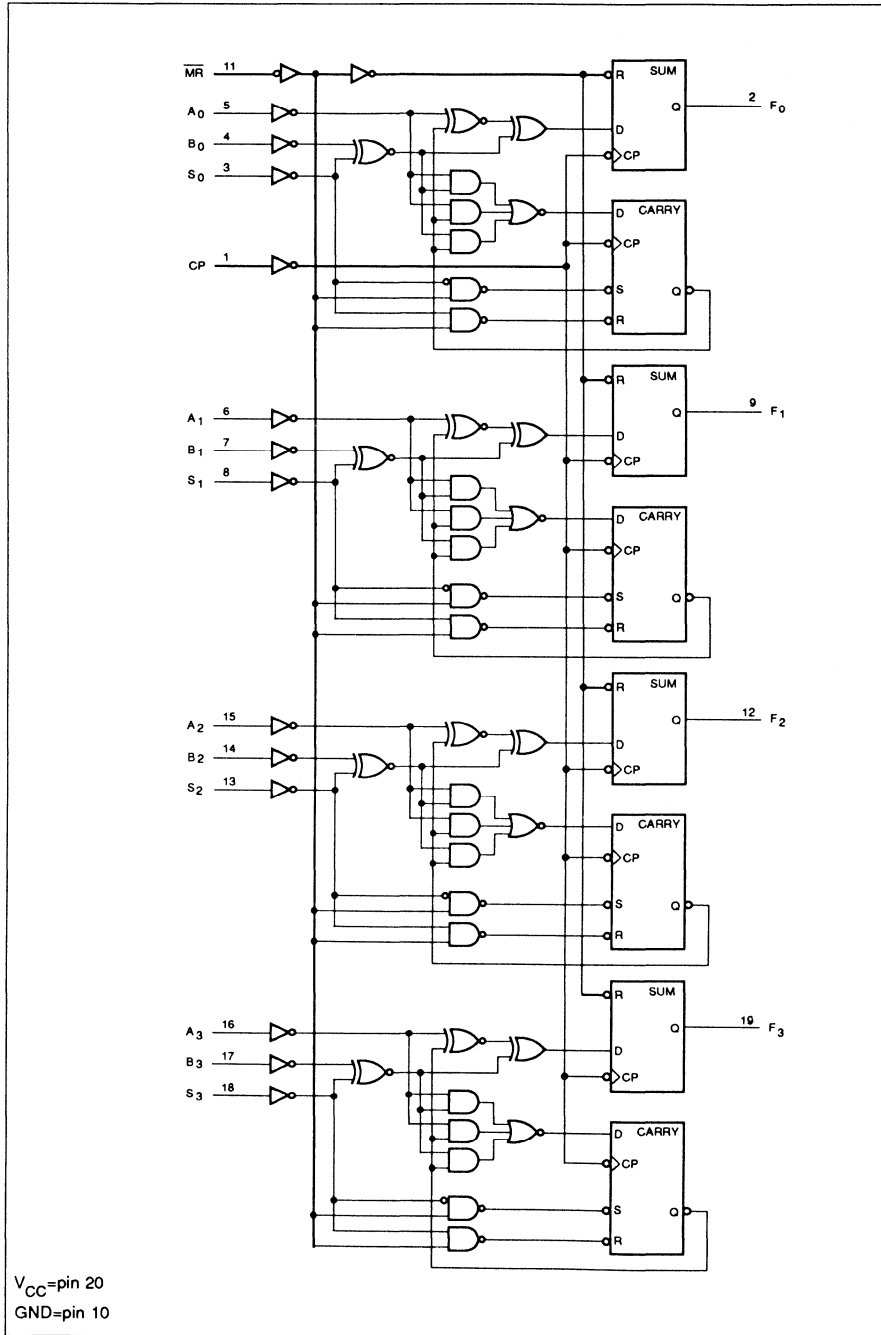 MR 11
R SUM
Q 2 F0
D
CP
A0 5
B0 4
S0 3
CP 1
D CARRY
CP
S Q
R
R SUM
Q 9 F1
D
CP
A1 6
B1 7
S1 8
D CARRY
CP
S Q
R
R SUM
Q 12 F2
D
CP
A2 15
B2 14
S2 13
D CARRY
CP
S Q
R
R SUM
Q 19 F3
D
CP
A3 16
B3 17
S3 18
D CARRY
CP
S Q
R
VCC=pin 20
GND=pin 10